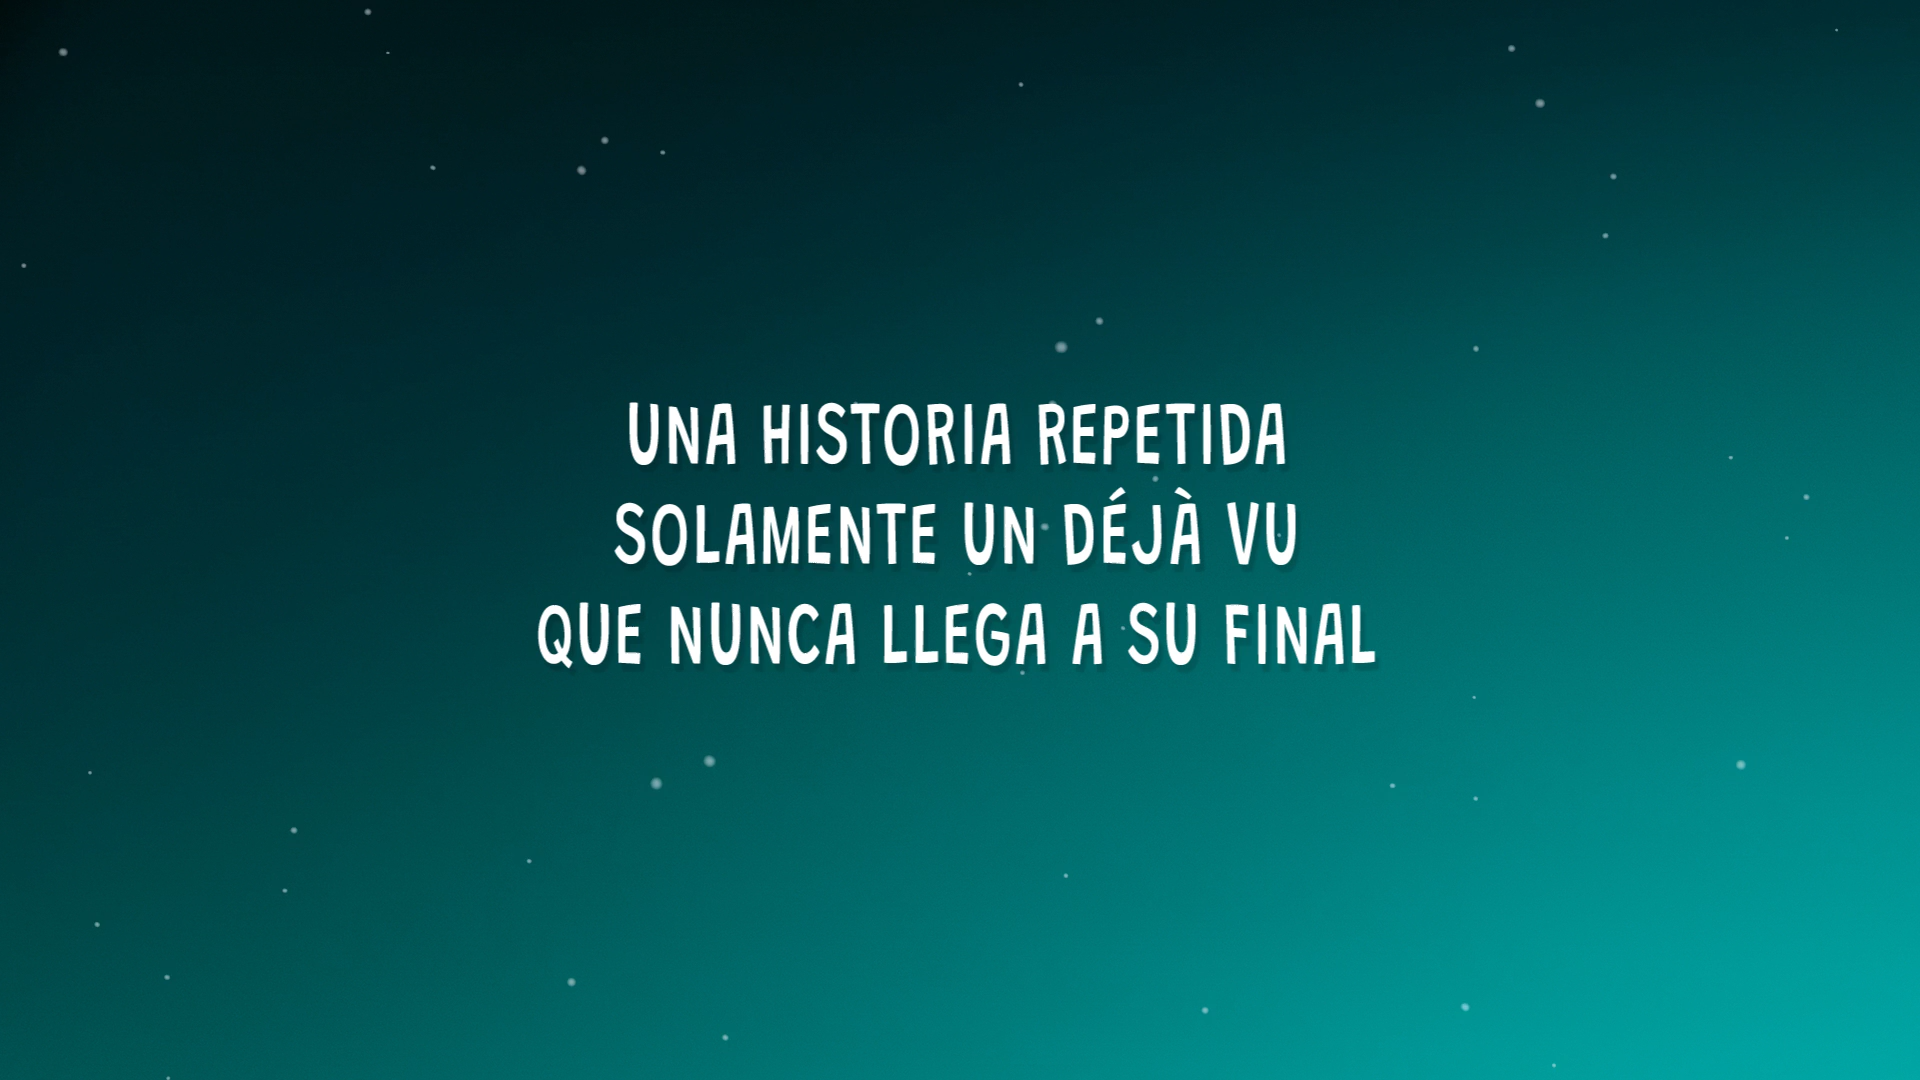 UNA HISTORIA REPETIDA
SOLAMENTE UN DÉJÀ VU
QUE NUNCA LLEGA A SU FINAL